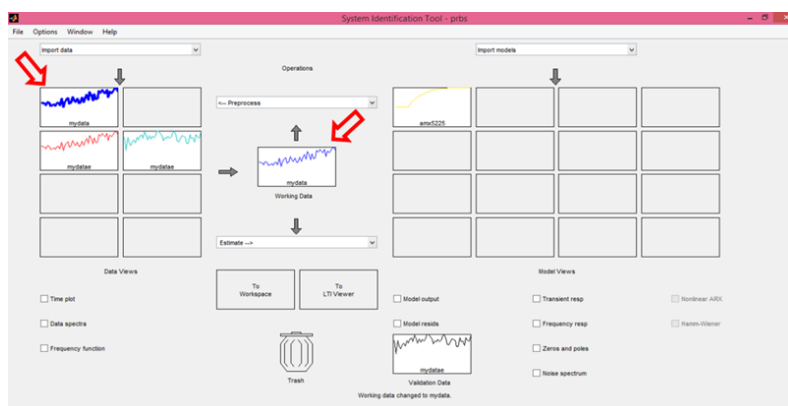 System Identification Tool - prbs
File Options Window Help
Import data
Import models
Operations
<-- Preprocess
mydata
mydatae
mydatae
mydata
Working Data
amx5225
Estimate -->
Data Views
Model Views
To
Workspace
To
LTI Viewer
Time plot
Data spectra
Frequency function
Model output
Model resids
Transient resp
Frequency resp
Zeros and poles
Noise spectrum
Nonlinear ARX
Hamm-Wiener
Trash
mydatae
Validation Data
Working data changed to mydata.